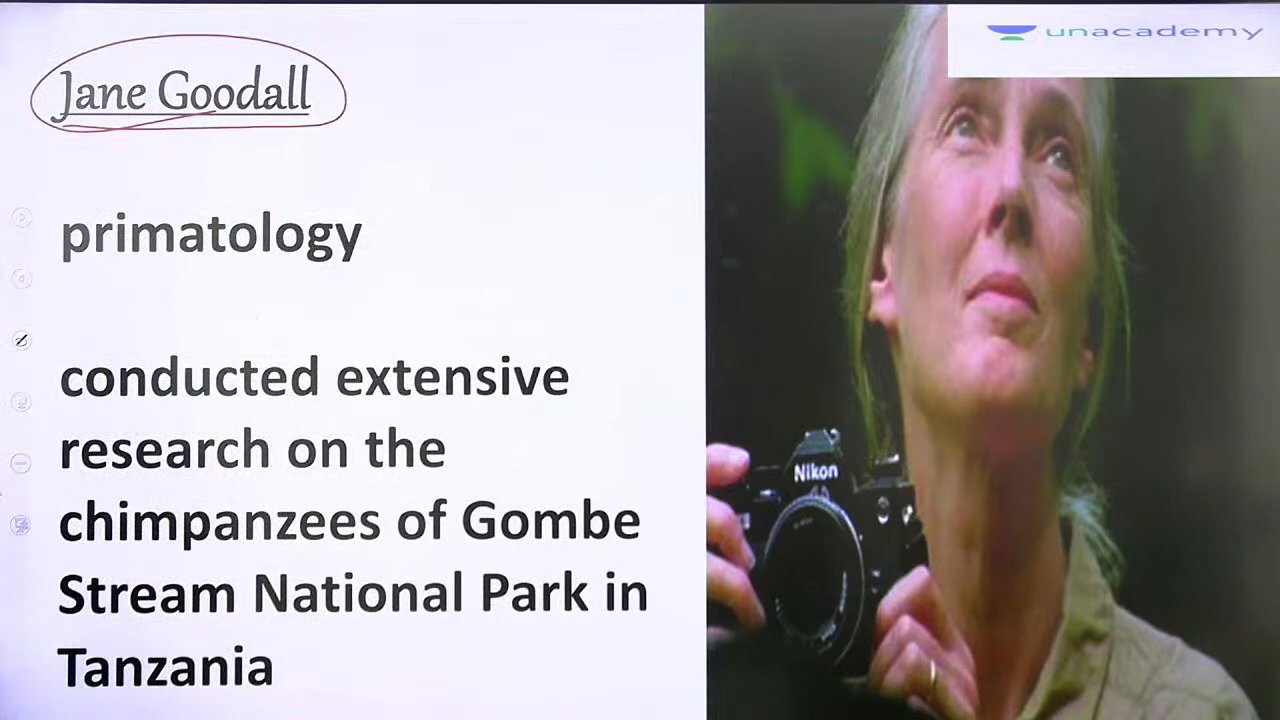 Jane Goodall
unacademy
primatology
conducted extensive
research on the
chimpanzees of Gombe
Stream National Park in
Tanzania
Nikon